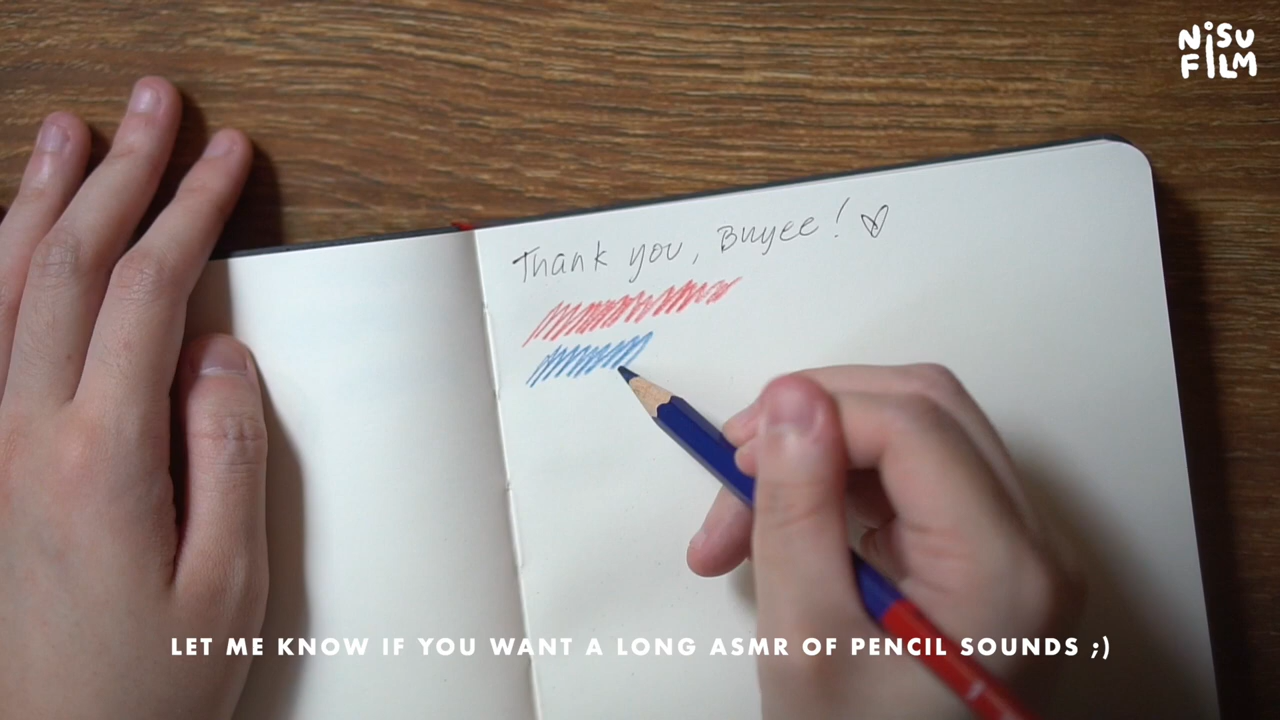 NiSU
FiLM
Thank you, Buyee! ♡
LET ME KNOW IF YOU WANT A LONG ASMR OF PENCIL SOUNDS ;)